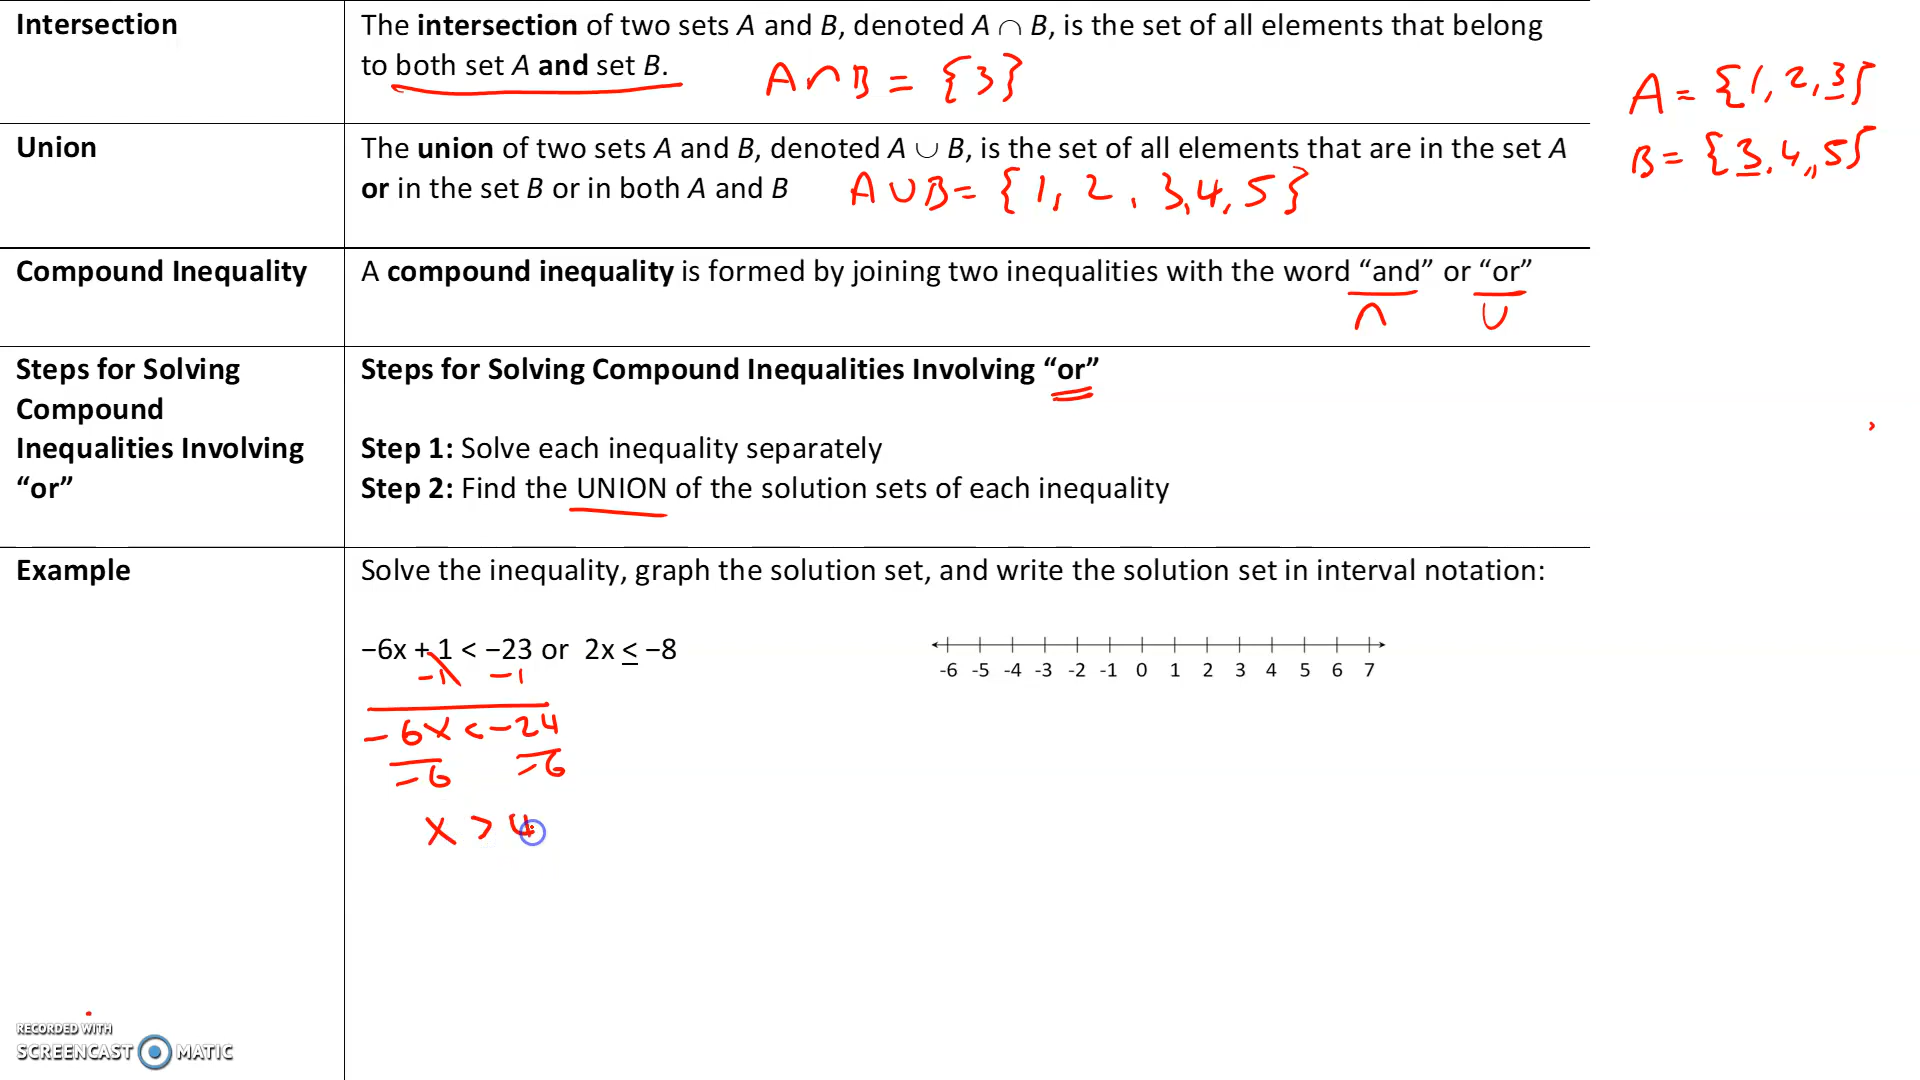 Intersection
The intersection of two sets A and B, denoted A ∩ B, is the set of all elements that belong
to both set A and set B.
A∩B = {3}
A = {1, 2, 3}
B = {3, 4,, 5}
Union
The union of two sets A and B, denoted A ∪ B, is the set of all elements that are in the set A
or in the set B or in both A and B
A∪B = {1, 2, 3, 4, 5}
Compound Inequality
A compound inequality is formed by joining two inequalities with the word “and” or “or”
∩ ∪
Steps for Solving
Compound
Inequalities Involving
“or”
Steps for Solving Compound Inequalities Involving “or”
Step 1: Solve each inequality separately
Step 2: Find the UNION of the solution sets of each inequality
Example
Solve the inequality, graph the solution set, and write the solution set in interval notation:
−6x + 1 < −23 or 2x ≤ −8
−1 −1
−6x < −24
−6 −6
x > 4
-6 -5 -4 -3 -2 -1 0 1 2 3 4 5 6 7
RECORDED WITH
SCREENCAST MATIC